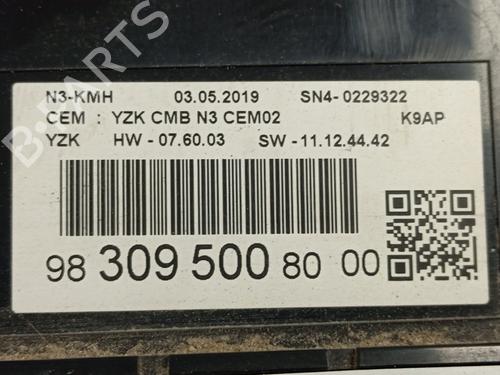 N3-KMH 03.05.2019 SN4- 0229322
CEM : YZK CMB N3 CEM02 K9AP
YZK HW - 07.60.03 SW - 11.12.44.42
98 309 500 80 00
B-PARTS